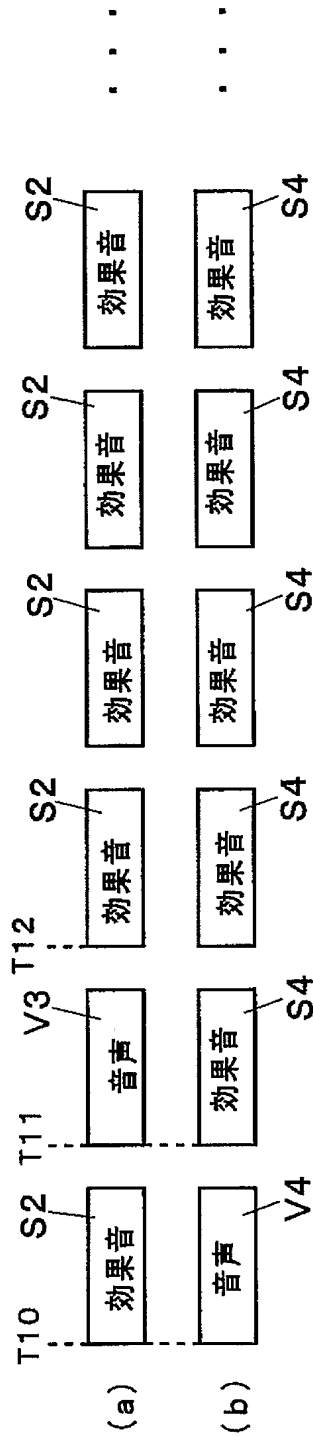 T10 S2 T11 V3 T12 S2 S2 S2 S2
(a) 効果音 音声 効果音 効果音 効果音 効果音 ・・・
(b) 音声 効果音 効果音 効果音 効果音 効果音 ・・・
V4 S4 S4 S4 S4 S4